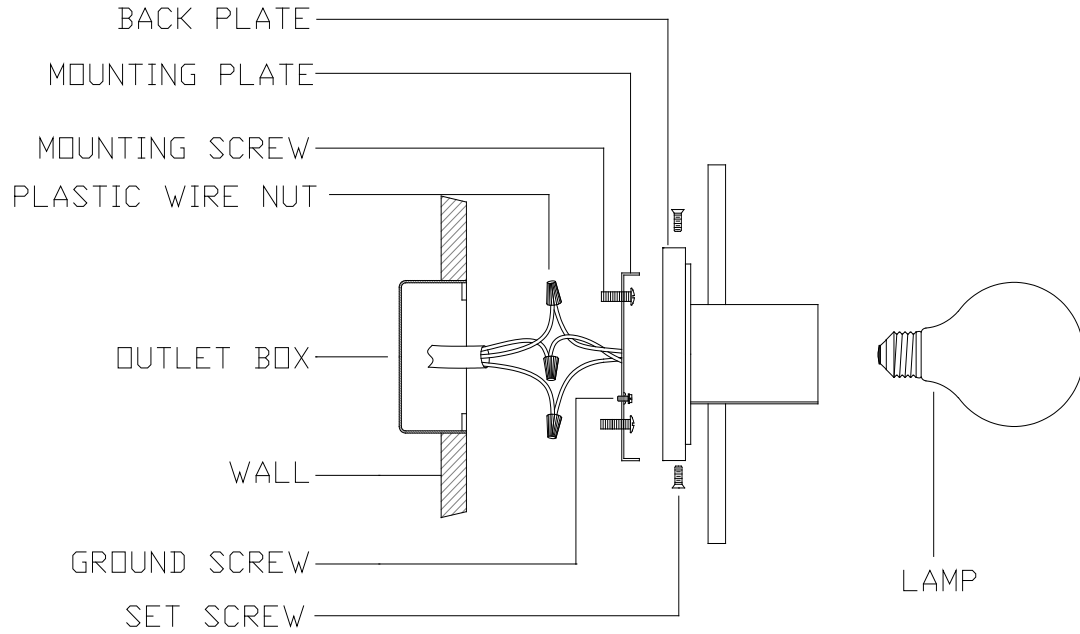 BACK PLATE
MOUNTING PLATE
MOUNTING SCREW
PLASTIC WIRE NUT
OUTLET BOX
WALL
GROUND SCREW
LAMP
SET SCREW